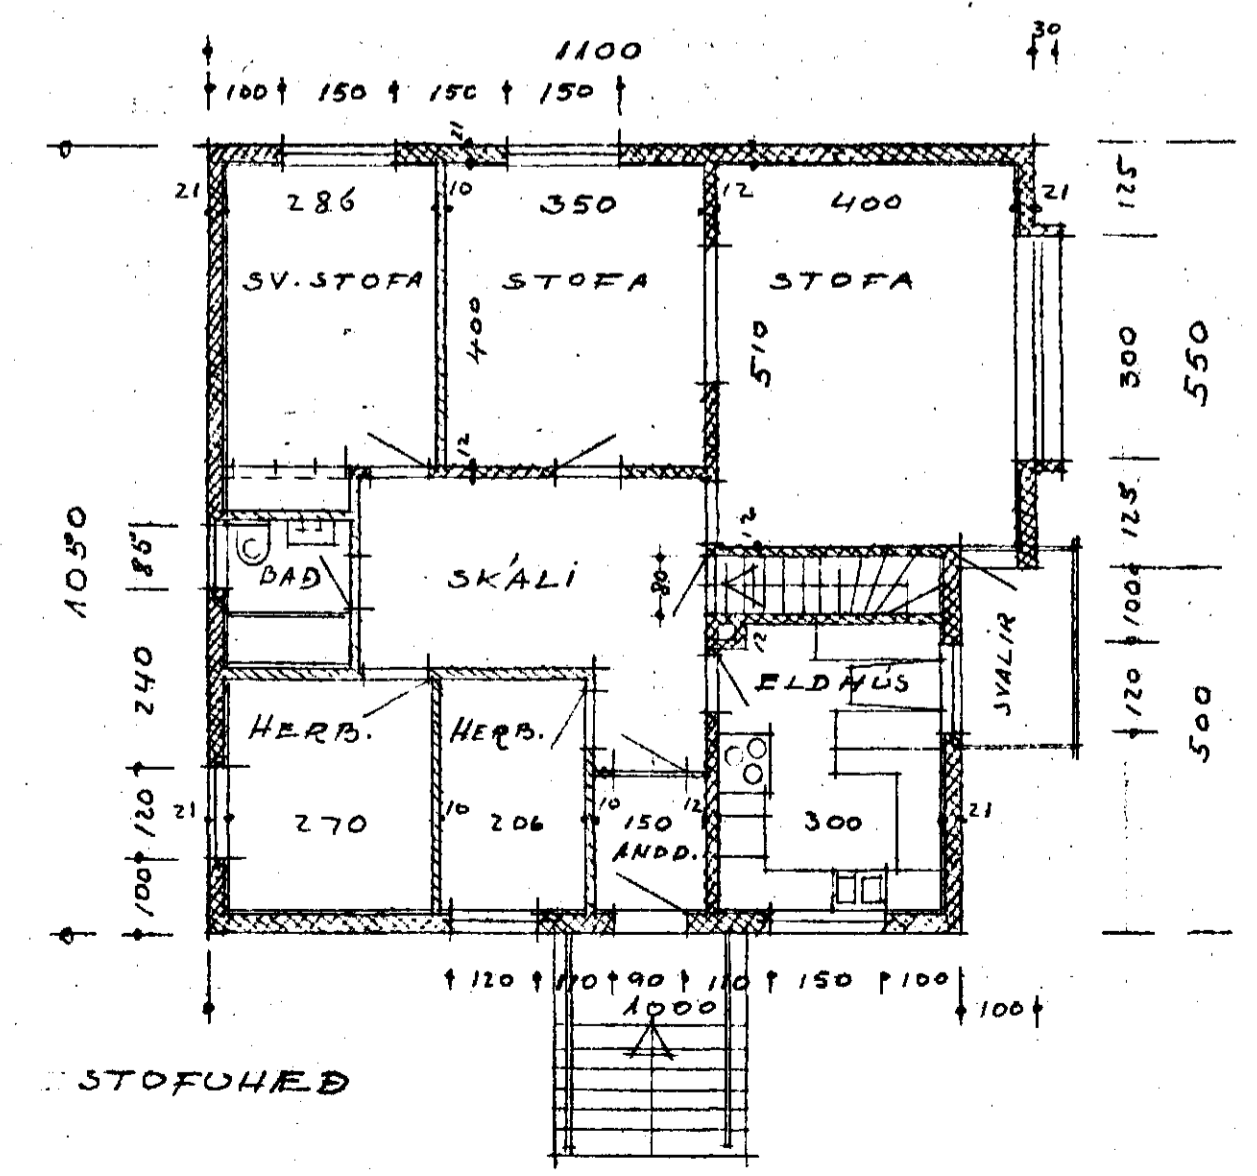 1100 30
100 150 150 150
21
21 286 10 350 12 400 21
125
SV.STOFA STOFA STOFA
400 510 300 550
12
125
12
1050
85 BAÐ SKÁLI 80 100
12
SVALIR
ELDHÚS
240 HERB. HERB. 120
500
120 21 270 10 206 10 150 12 300 21
ANDD.
100
120 110 90 110 150 100
1000 100
STOFUHÆÐ